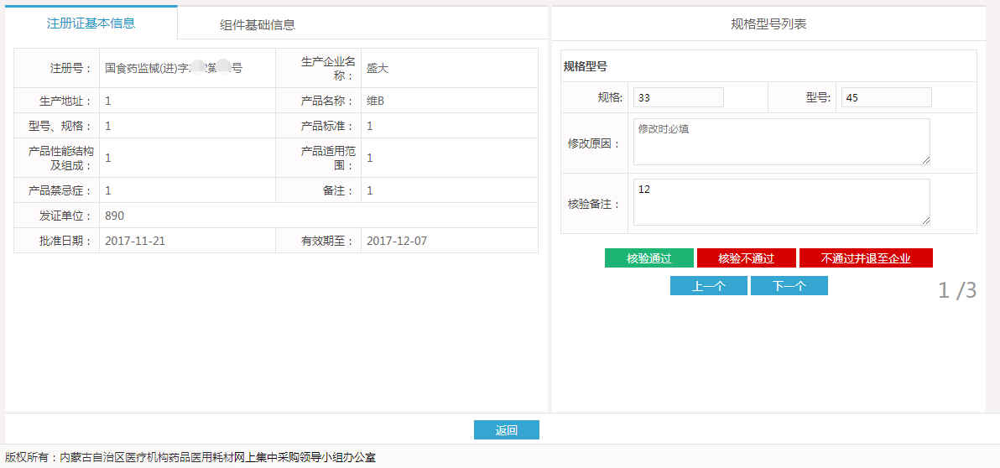 注册证基本信息
组件基础信息
注册号：
国食药监械(进)字
第
号
生产企业名称：
盛大
生产地址：
1
产品名称：
维B
型号、规格：
1
产品标准：
1
产品性能结构及组成：
1
产品适用范围：
1
产品禁忌症：
1
备注：
1
发证单位：
890
批准日期：
2017-11-21
有效期至：
2017-12-07
规格型号列表
规格型号
规格:
33
型号:
45
修改原因：
修改时必填
核验备注：
12
核验通过
核验不通过
不通过并退至企业
上一个
下一个
1 /3
返回
版权所有：内蒙古自治区医疗机构药品医用耗材网上集中采购领导小组办公室